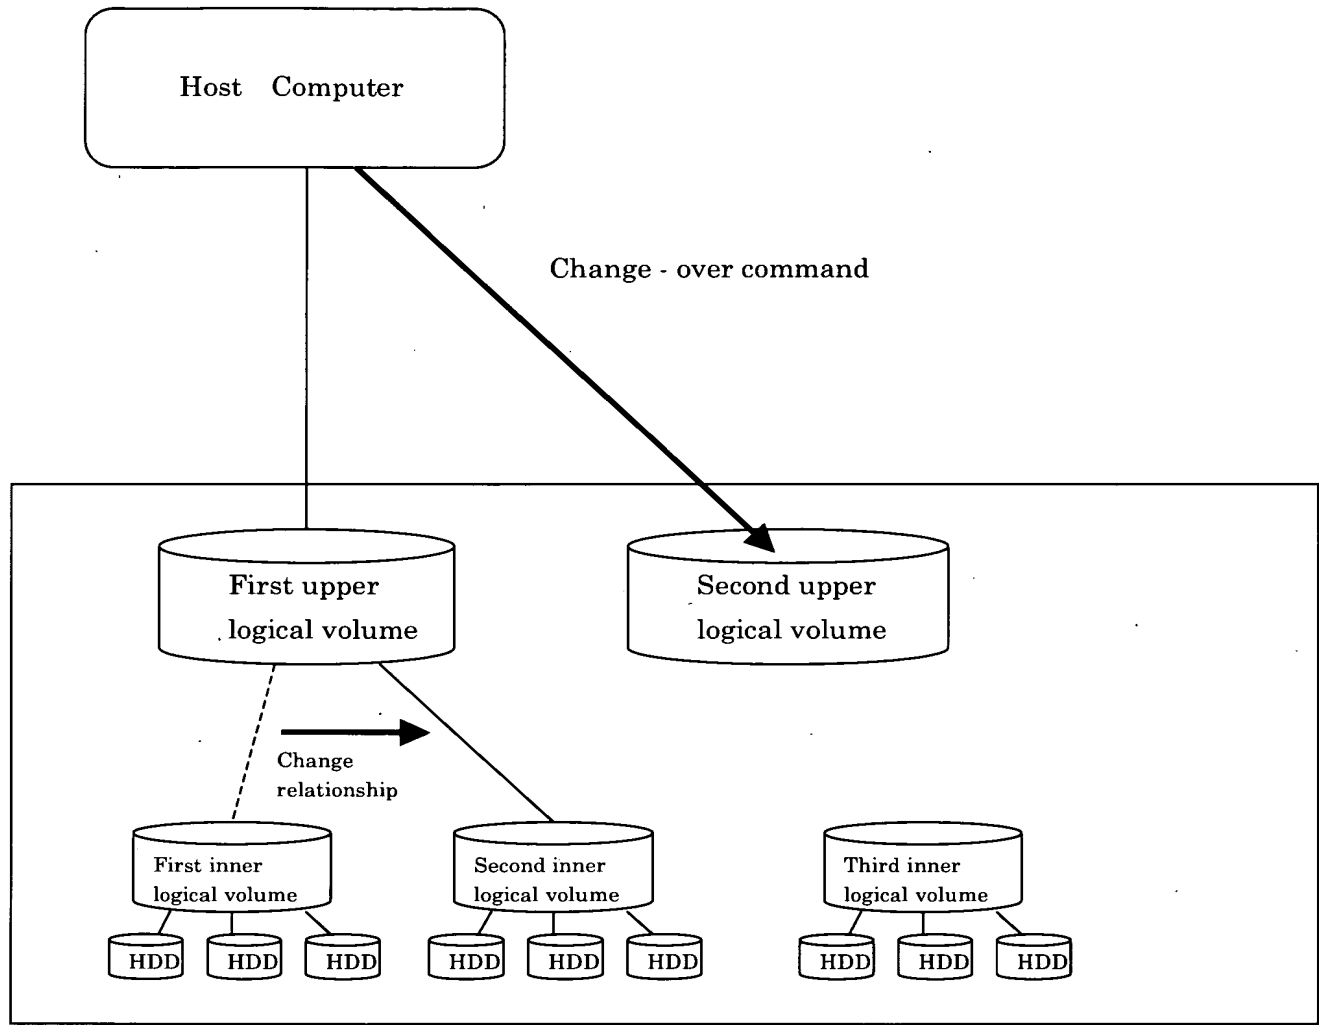 Host Computer
Change - over command
First upper
logical volume
Second upper
logical volume
Change
relationship
First inner
logical volume
Second inner
logical volume
Third inner
logical volume
HDD
HDD
HDD
HDD
HDD
HDD
HDD
HDD
HDD